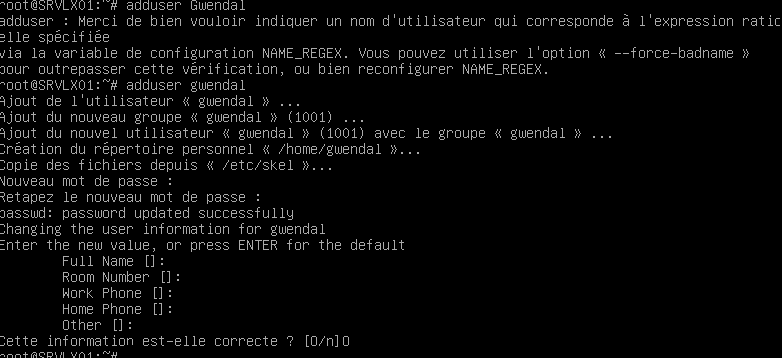 root@SRVLX01:~# adduser Gwendal
adduser : Merci de bien vouloir indiquer un nom d'utilisateur qui correspond à l'expression ratic
elle spécifiée
via la variable de configuration NAME_REGEX. Vous pouvez utiliser l'option « --force-badname »
pour outrepasser cette vérification, ou bien reconfigurer NAME_REGEX.
root@SRVLX01:~# adduser gwendal
Ajout de l'utilisateur « gwendal » ...
Ajout du nouveau groupe « gwendal » (1001) ...
Ajout du nouvel utilisateur « gwendal » (1001) avec le groupe « gwendal » ...
Création du répertoire personnel « /home/gwendal »...
Copie des fichiers depuis « /etc/skel »...
Nouveau mot de passe :
Retapez le nouveau mot de passe :
passwd: password updated successfully
Changing the user information for gwendal
Enter the new value, or press ENTER for the default
Full Name []:
Room Number []:
Work Phone []:
Home Phone []:
Other []:
Cette information est-elle correcte ? [O/n]O
root@SRVLX01:~#